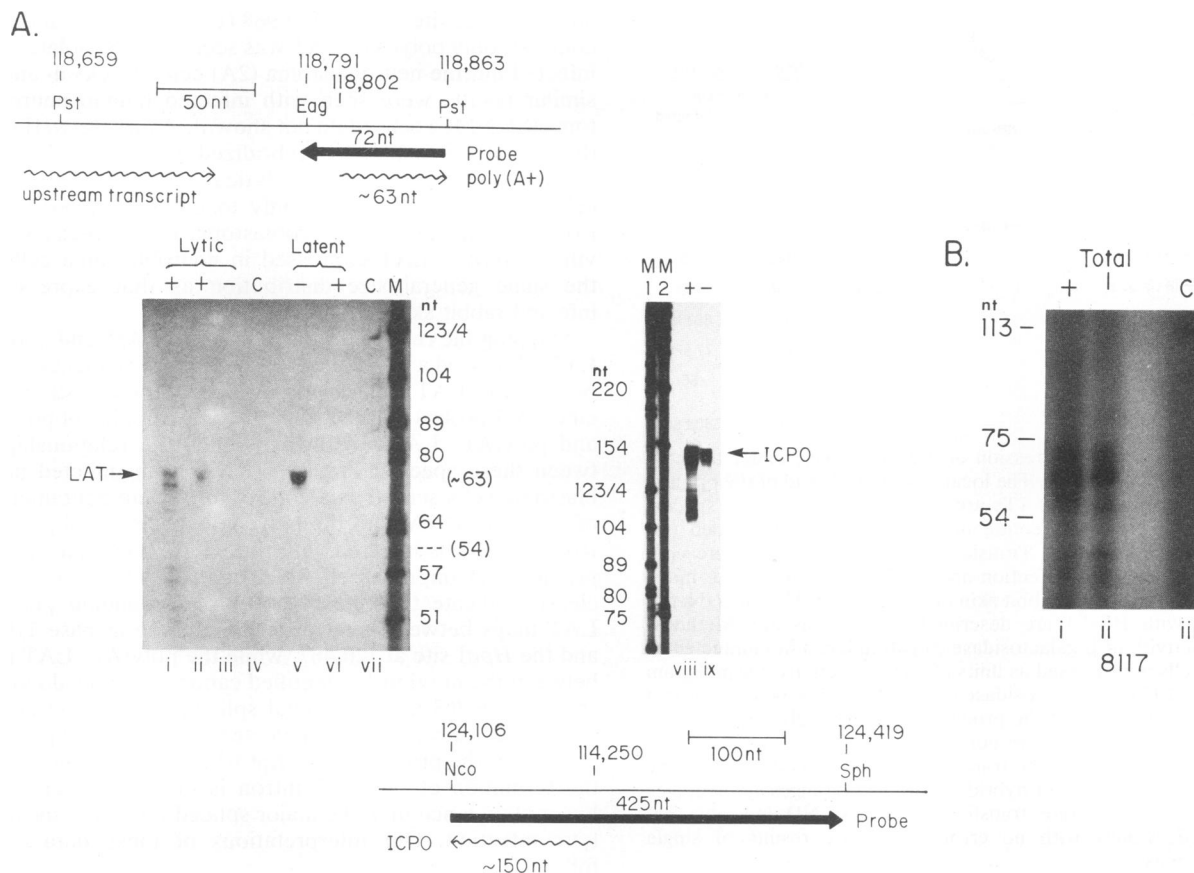 A.
118,659
118,791
118,802
118,863
Pst
50 nt
Eag
Pst
72 nt
Probe
upstream transcript
~63 nt
poly (A+)
Lytic
Latent
+ + - C - + C M
nt
123/4
104
89
80
LAT
(~63)
64
--- (54)
57
51
i ii iii iv v vi vii
M M
1 2 + -
nt
220
154
ICPO
123/4
104
89
80
75
viii ix
B.
Total
+ - C
nt
113
75
54
i ii
8117
124,106
114,250
100 nt
124,419
Nco
Sph
425 nt
Probe
ICPO
~150 nt